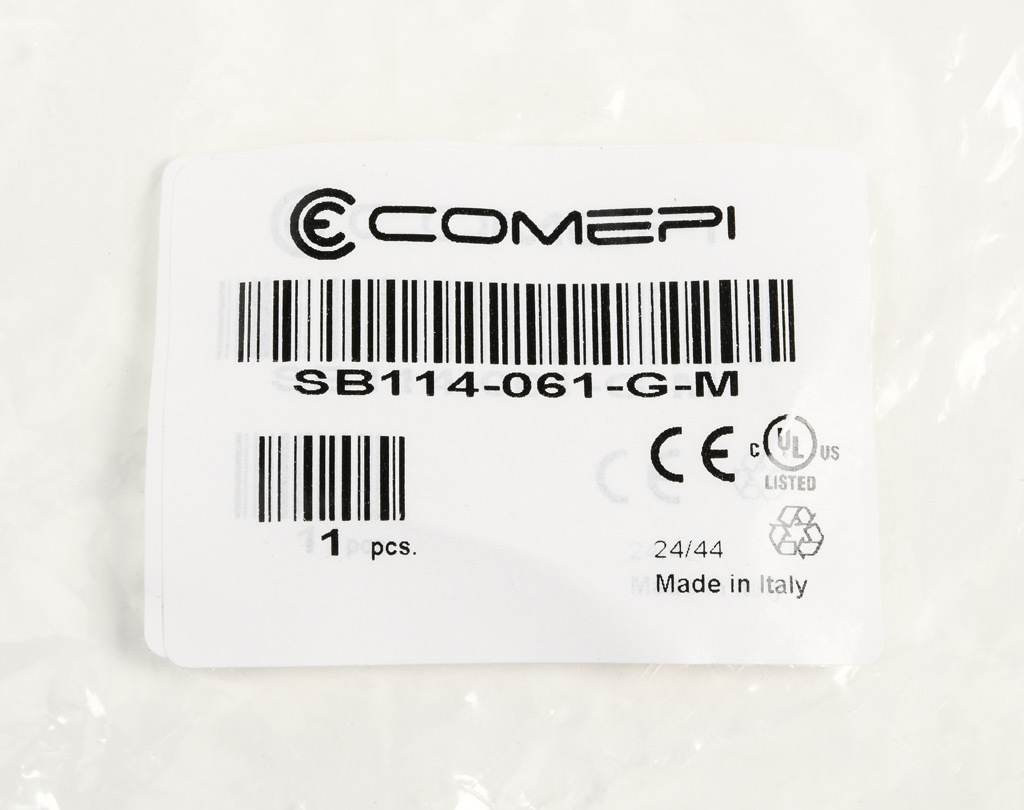 COMEPI
SB114-061-G-M
CE C UL US
LISTED
1 pcs.
24/44
Made in Italy